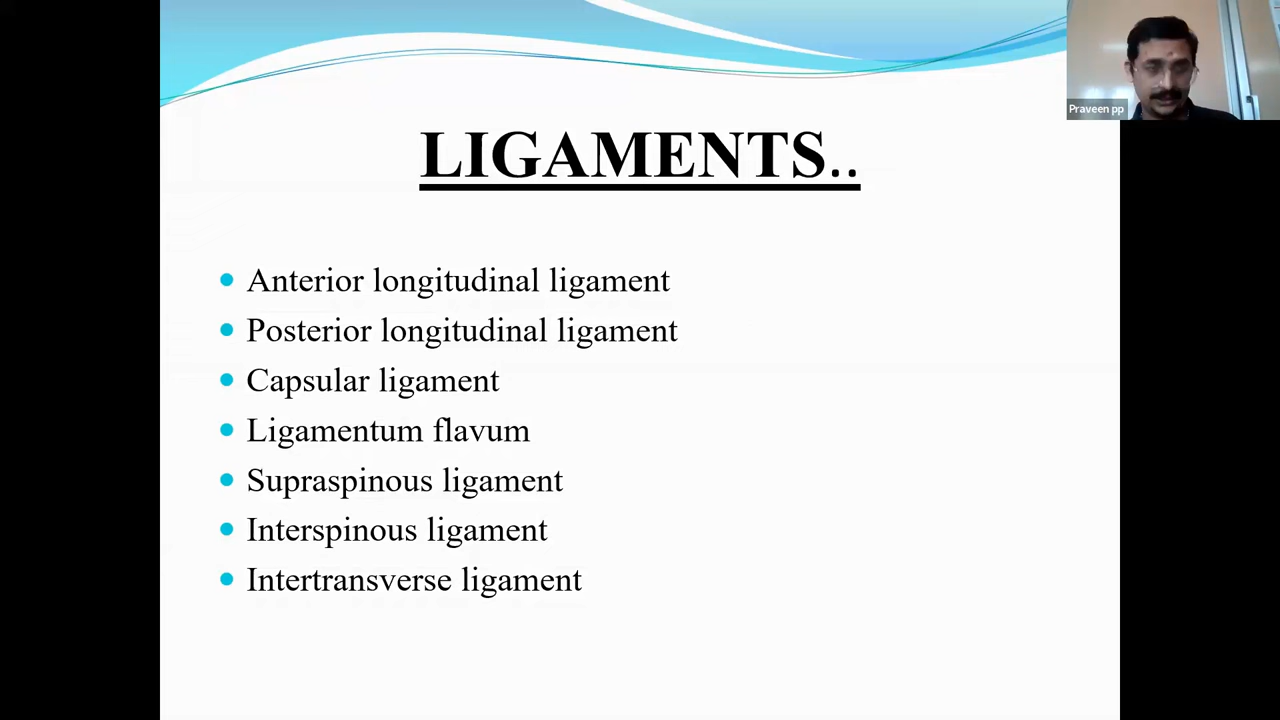 Praveen pp
LIGAMENTS..
Anterior longitudinal ligament
Posterior longitudinal ligament
Capsular ligament
Ligamentum flavum
Supraspinous ligament
Interspinous ligament
Intertransverse ligament